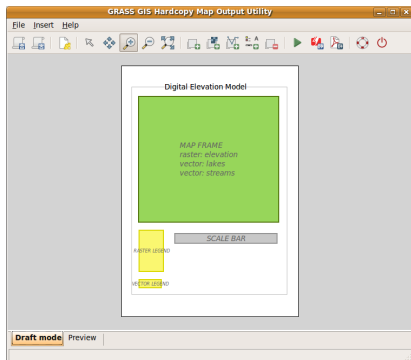 GRASS GIS Hardcopy Map Output Utility
File Insert Help
Digital Elevation Model
MAP FRAME
raster: elevation
vector: lakes
vector: streams
SCALE BAR
RASTER LEGEND
VECTOR LEGEND
Draft mode Preview